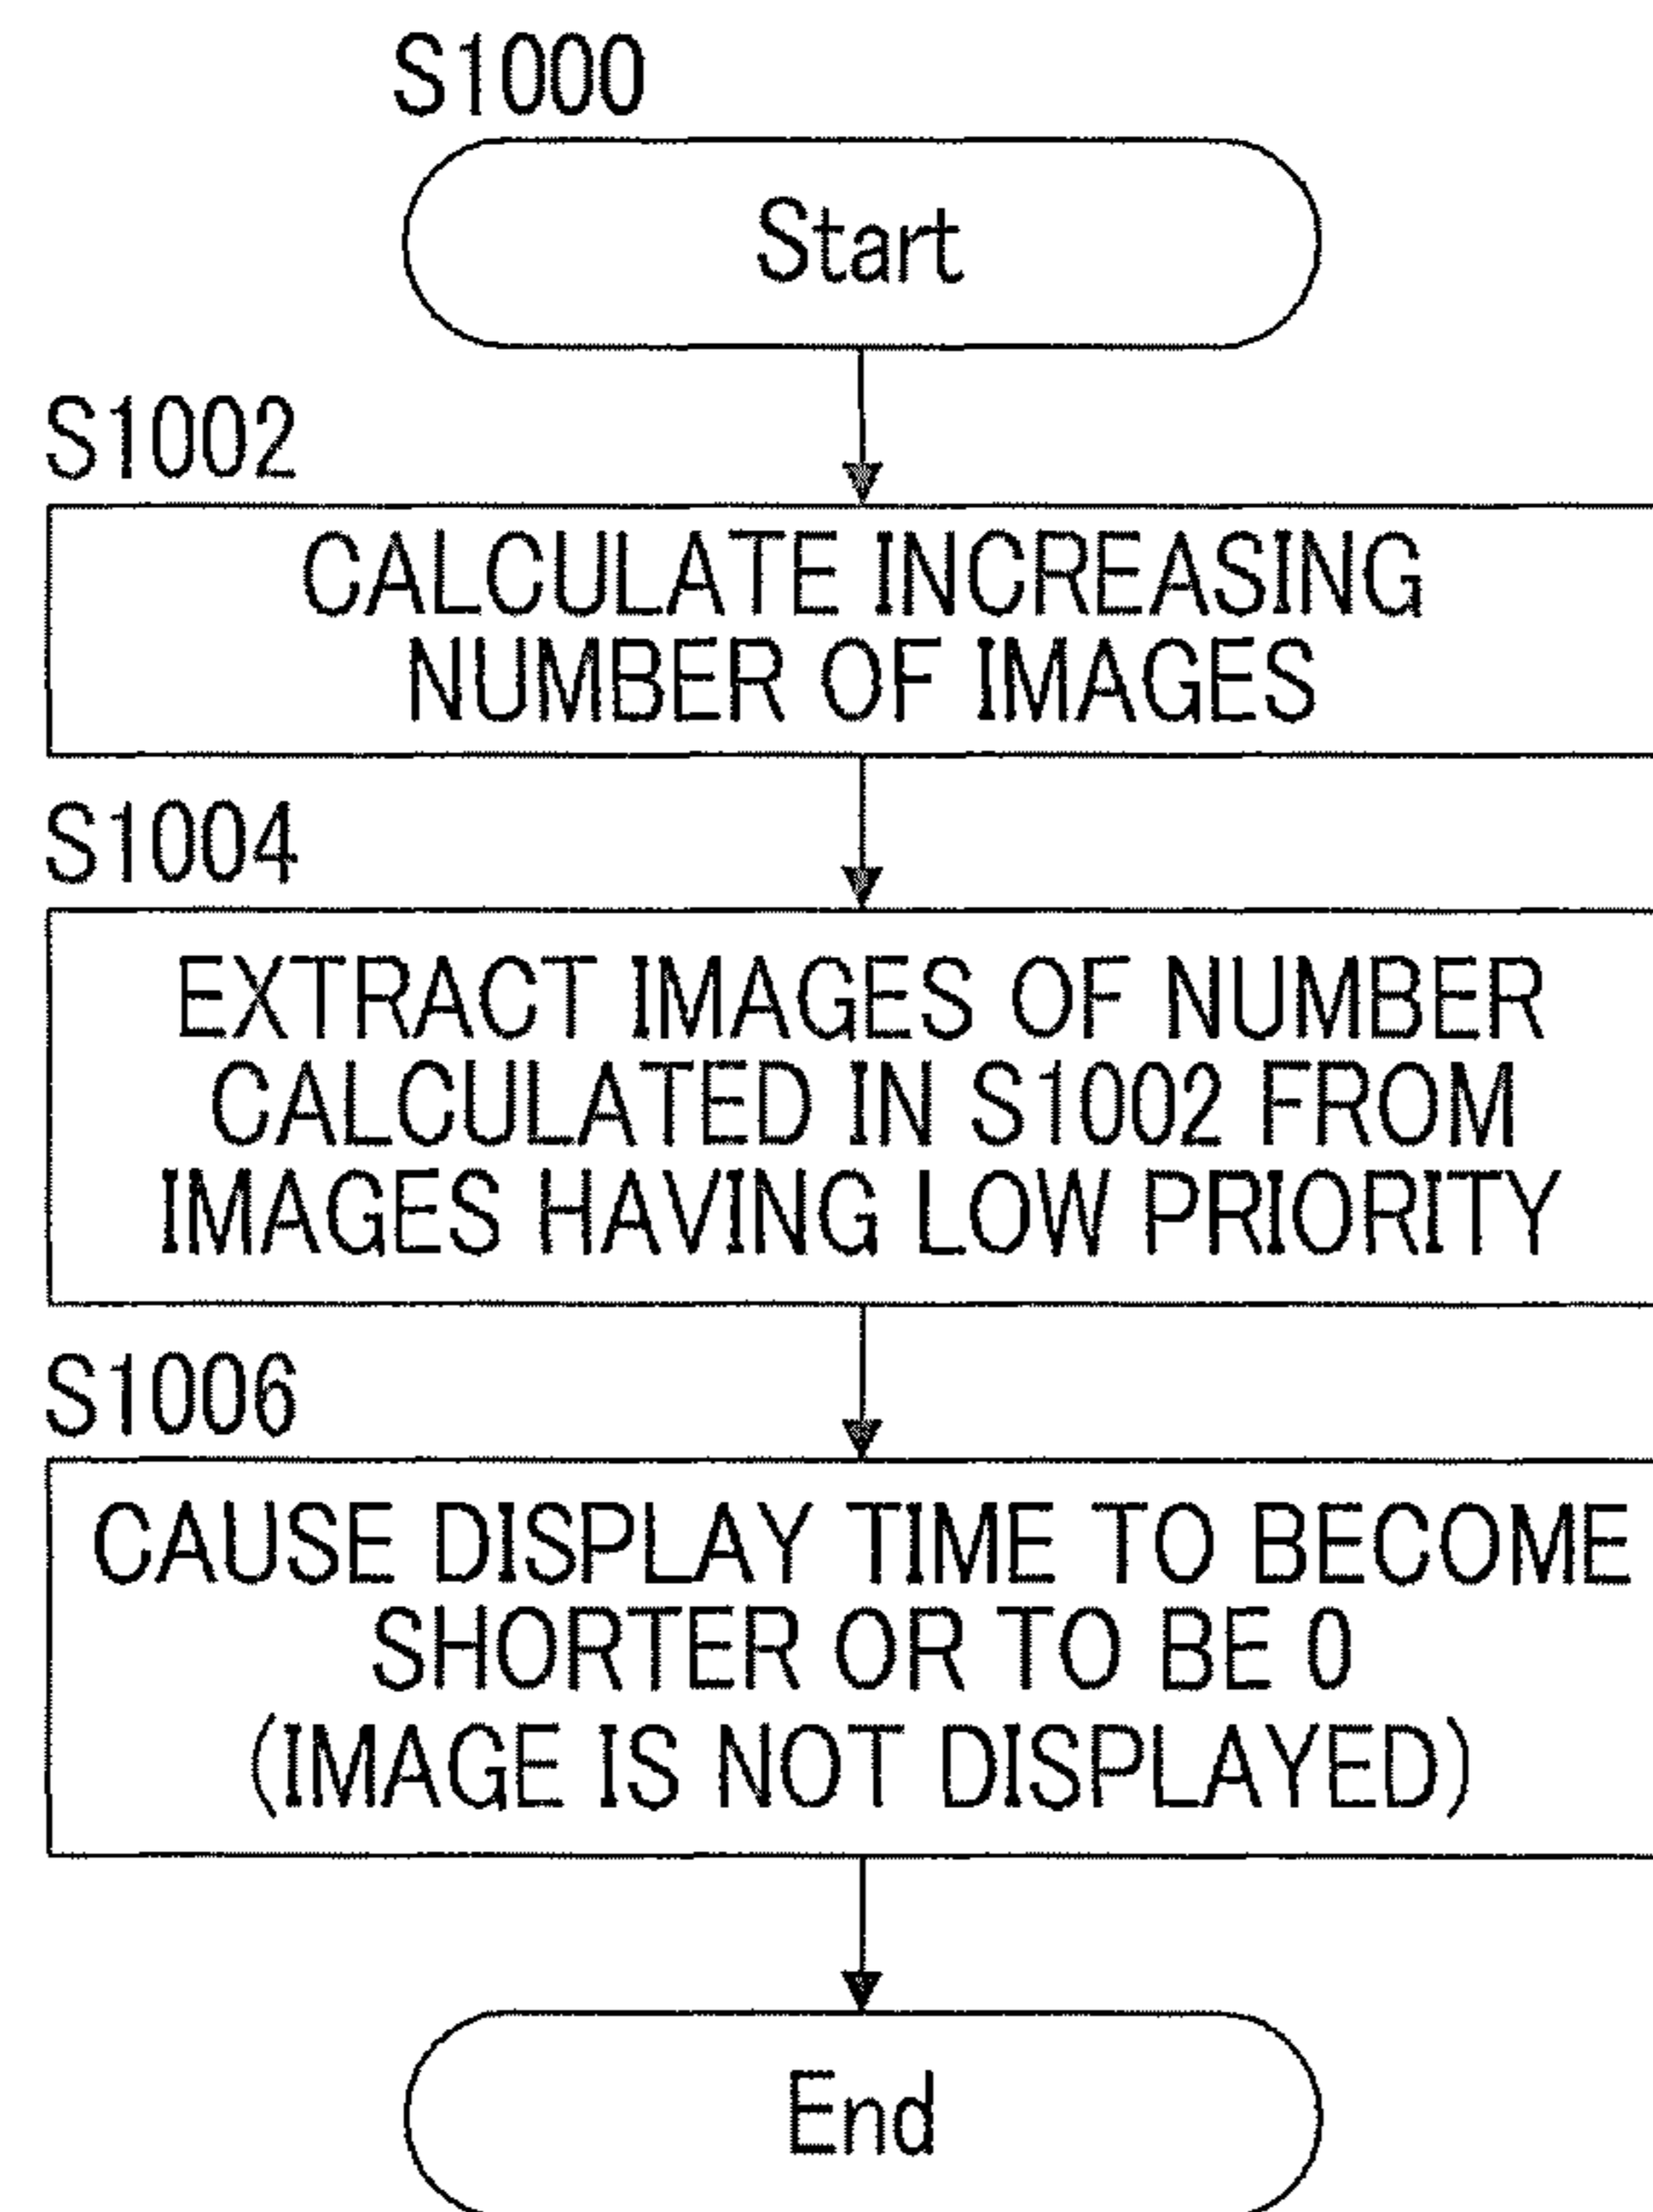 S1000
Start
S1002
CALCULATE INCREASING
NUMBER OF IMAGES
S1004
EXTRACT IMAGES OF NUMBER
CALCULATED IN S1002 FROM
IMAGES HAVING LOW PRIORITY
S1006
CAUSE DISPLAY TIME TO BECOME
SHORTER OR TO BE 0
(IMAGE IS NOT DISPLAYED)
End